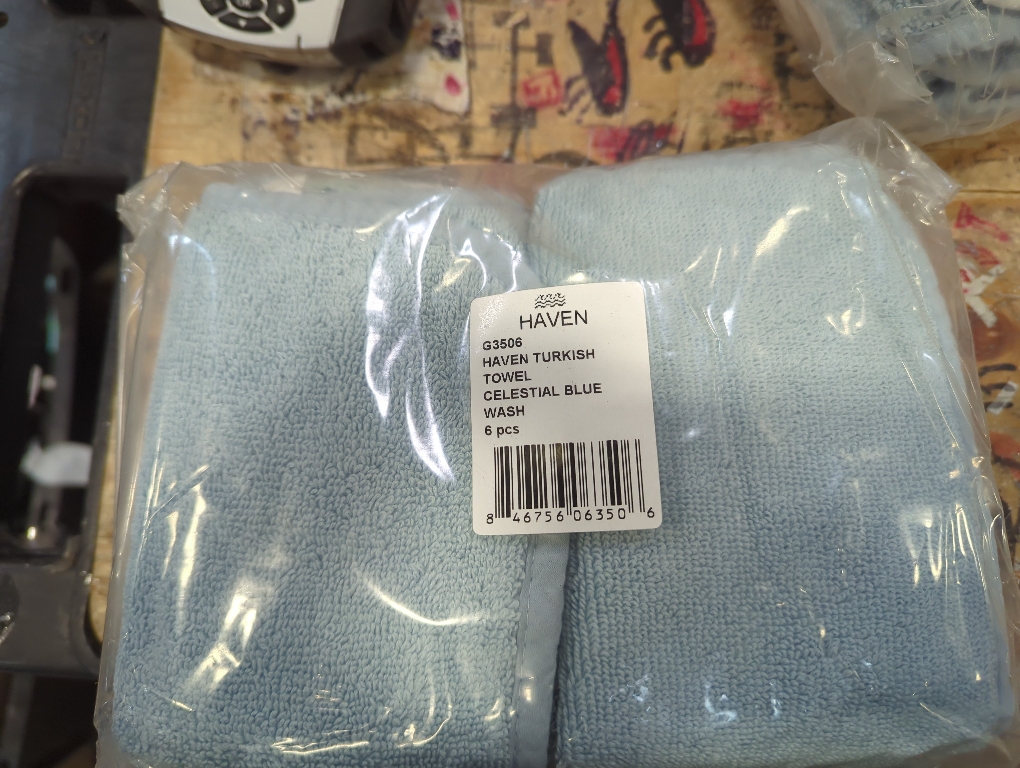 HAVEN
G3506
HAVEN TURKISH
TOWEL
CELESTIAL BLUE
WASH
6 pcs
8 46756 06350 6